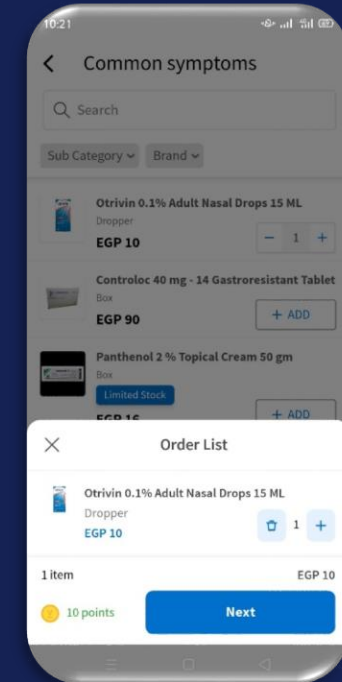 10:21
Common symptoms
Search
Sub Category
Brand
Otrivin 0.1% Adult Nasal Drops 15 ML
Dropper
EGP 10
− 1 +
Controloc 40 mg - 14 Gastroresistant Tablet
Box
EGP 90
+ ADD
Panthenol 2 % Topical Cream 50 gm
Box
Limited Stock
EGP 16
+ ADD
Order List
Otrivin 0.1% Adult Nasal Drops 15 ML
Dropper
EGP 10
1 +
1 item
EGP 10
10 points
Next